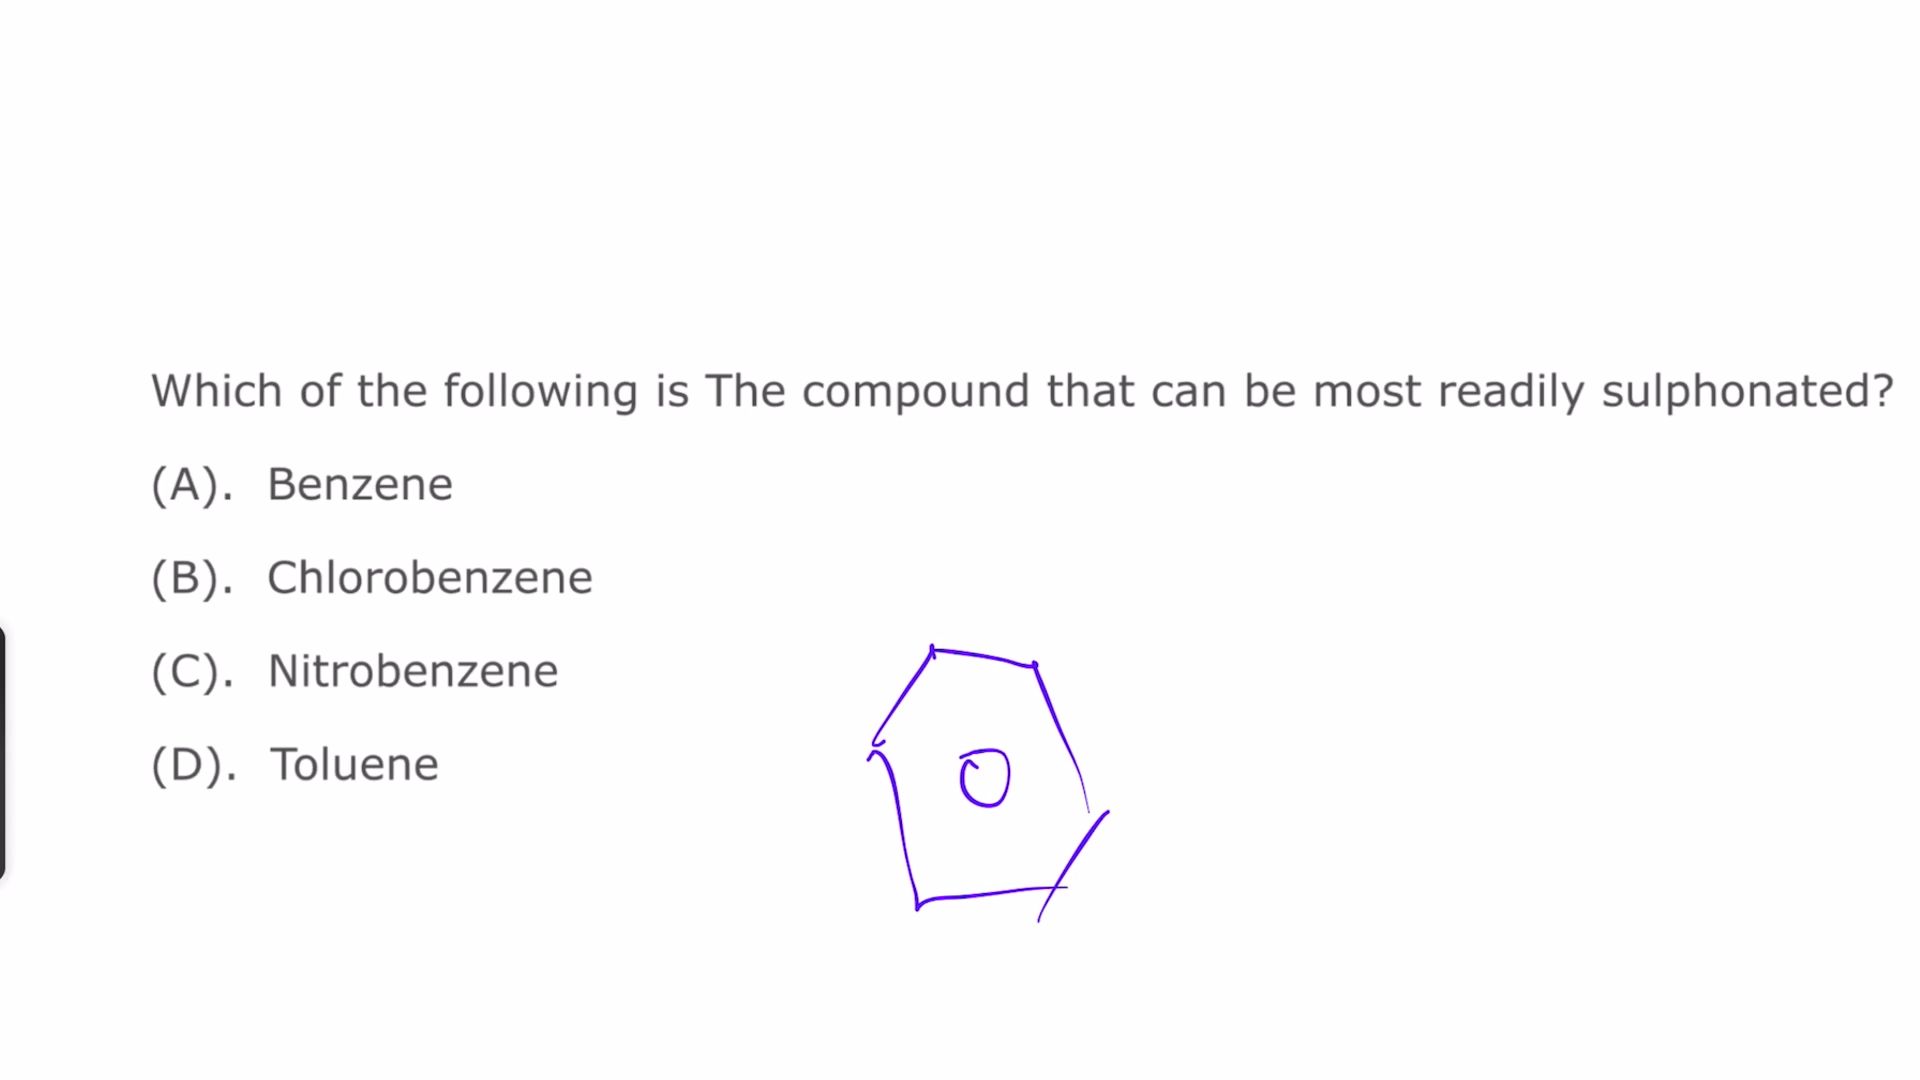 Which of the following is The compound that can be most readily sulphonated?
(A). Benzene
(B). Chlorobenzene
(C). Nitrobenzene
(D). Toluene